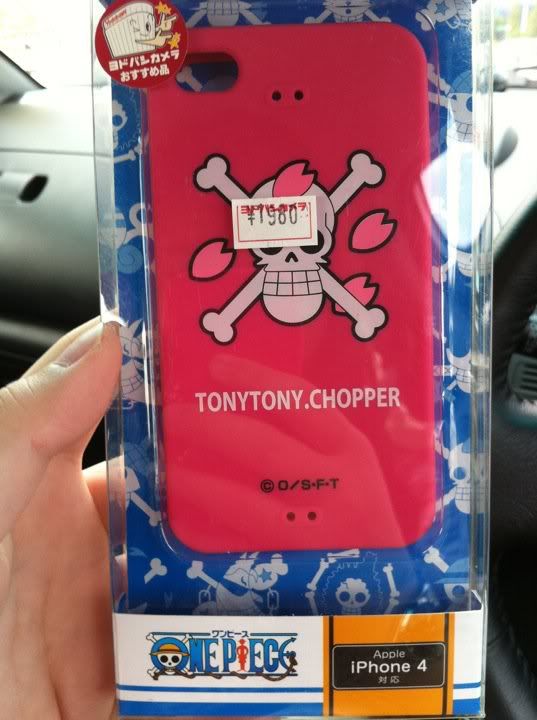 ヨドバシカメラ
おすすめ品
ヨドバシカメラ
¥1980
TONYTONY.CHOPPER
© O/S・F・T
ワンピース
ONE PIECE
Apple
iPhone 4
対応